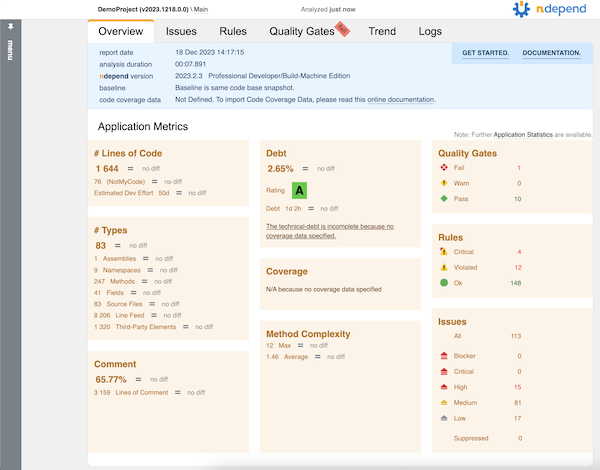 DemoProject (v2023.1218.0.0) \ Main
Analyzed just now
ndepend
menu
Overview Issues Rules Quality Gates fail Trend Logs
report date 18 Dec 2023 14:17:15
GET STARTED. DOCUMENTATION.
analysis duration 00:07.891
ndepend version 2023.2.3 Professional Developer/Build-Machine Edition
baseline Baseline is same code base snapshot.
code coverage data Not Defined. To import Code Coverage Data, please read this online documentation.
Application Metrics
Note: Further Application Statistics are available.
# Lines of Code
1 644 = no diff
76 (NotMyCode) = no diff
Estimated Dev Effort 50d = no diff
# Types
83 = no diff
1 Assemblies = no diff
9 Namespaces = no diff
247 Methods = no diff
41 Fields = no diff
83 Source Files = no diff
8 206 Line Feed = no diff
1 320 Third-Party Elements = no diff
Comment
65.77% = no diff
3 159 Lines of Comment = no diff
Debt
2.65% = no diff
Rating A
Debt 1d 2h = no diff
The technical-debt is incomplete because no
coverage data specified.
Coverage
N/A because no coverage data specified
Method Complexity
12 Max = no diff
1.46 Average = no diff
Quality Gates
Fail 1
Warn 0
Pass 10
Rules
Critical 4
Violated 12
Ok 148
Issues
All 113
Blocker 0
Critical 0
High 15
Medium 81
Low 17
Suppressed 0